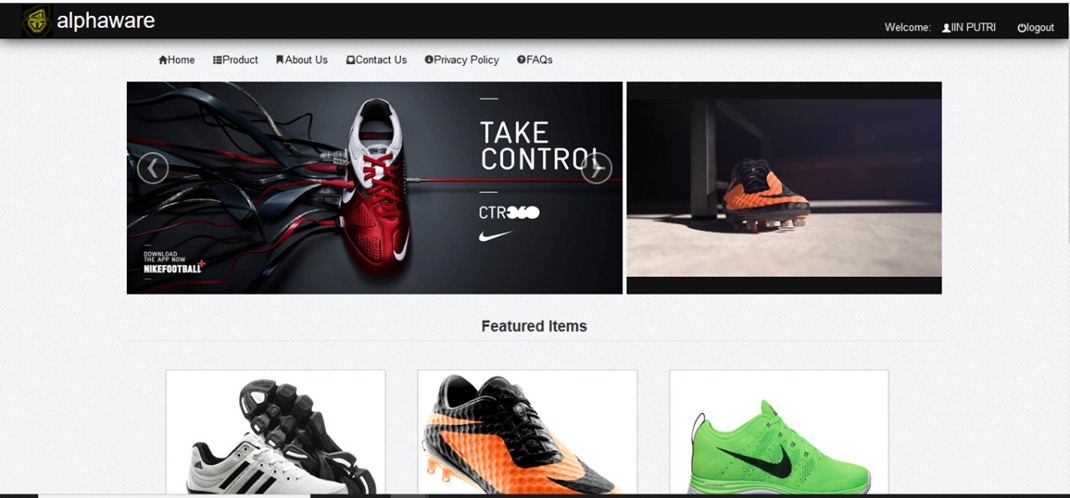 alphaware
Welcome: IIN PUTRI logout
Home Product About Us Contact Us Privacy Policy FAQs
TAKE
CONTROL
CTR360
DOWNLOAD
THE APP NOW
NIKEFOOTBALL+
Featured Items
adidas